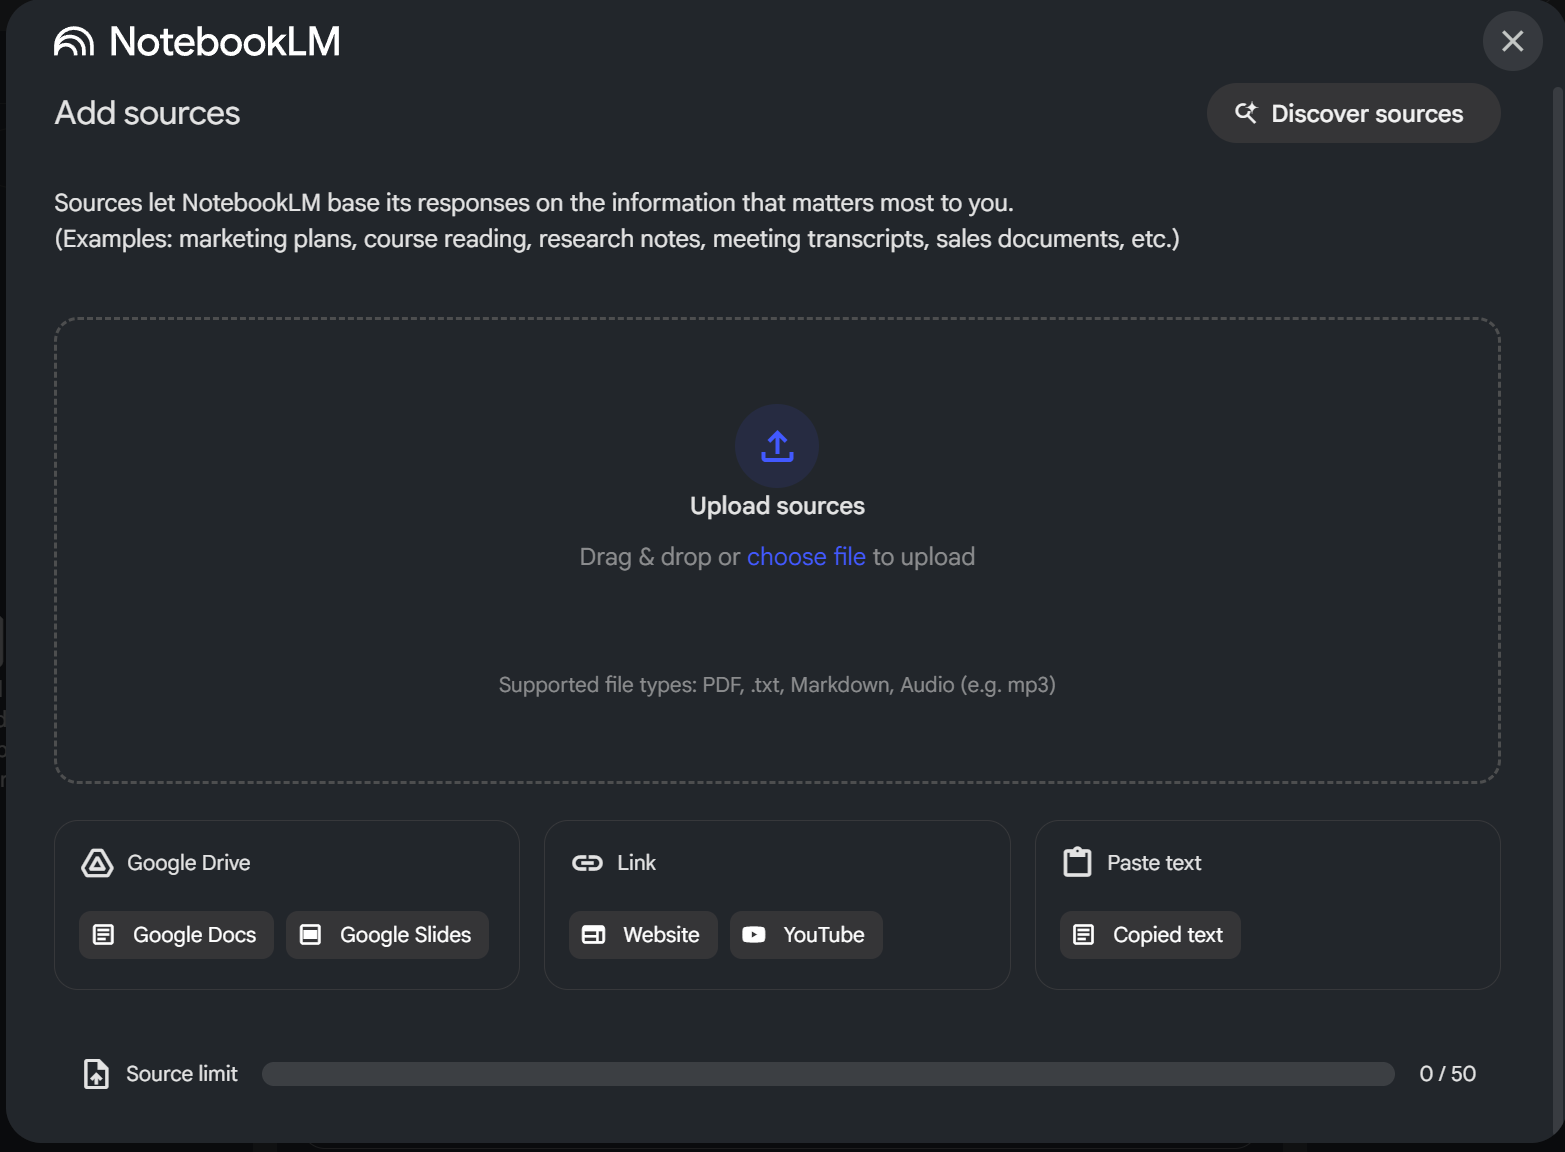 NotebookLM
Add sources
Discover sources
Sources let NotebookLM base its responses on the information that matters most to you.
(Examples: marketing plans, course reading, research notes, meeting transcripts, sales documents, etc.)
Upload sources
Drag & drop or choose file to upload
Supported file types: PDF, .txt, Markdown, Audio (e.g. mp3)
Google Drive
Google Docs
Google Slides
Link
Website
YouTube
Paste text
Copied text
Source limit
0 / 50